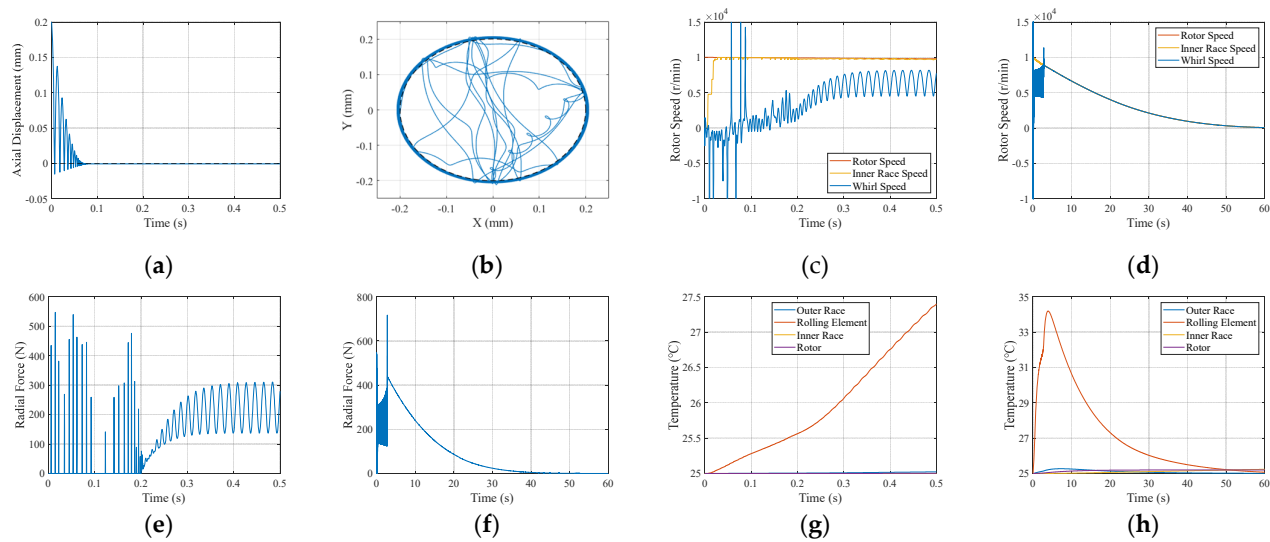 Axial Displacement (mm)
0.2
0.15
0.1
0.05
0
-0.05
0 0.1 0.2 0.3 0.4 0.5
Time (s)
(a)
Y (mm)
0.2
0.1
0
-0.1
-0.2
-0.2 -0.1 0 0.1 0.2
X (mm)
(b)
×10⁴
Rotor Speed (r/min)
1.5
1
0.5
0
-0.5
-1
Rotor Speed
Inner Race Speed
Whirl Speed
0 0.1 0.2 0.3 0.4 0.5
Time (s)
(c)
×10⁴
Rotor Speed (r/min)
1.5
1
0.5
0
-0.5
-1
Rotor Speed
Inner Race Speed
Whirl Speed
0 10 20 30 40 50 60
Time (s)
(d)
Radial Force (N)
600
500
400
300
200
100
0
0 0.1 0.2 0.3 0.4 0.5
Time (s)
(e)
Radial Force (N)
800
600
400
200
0
0 10 20 30 40 50 60
Time (s)
(f)
Temperature (°C)
27.5
27
26.5
26
25.5
25
Outer Race
Rolling Element
Inner Race
Rotor
0 0.1 0.2 0.3 0.4 0.5
Time (s)
(g)
Temperature (°C)
35
33
31
29
27
25
Outer Race
Rolling Element
Inner Race
Rotor
0 10 20 30 40 50 60
Time (s)
(h)